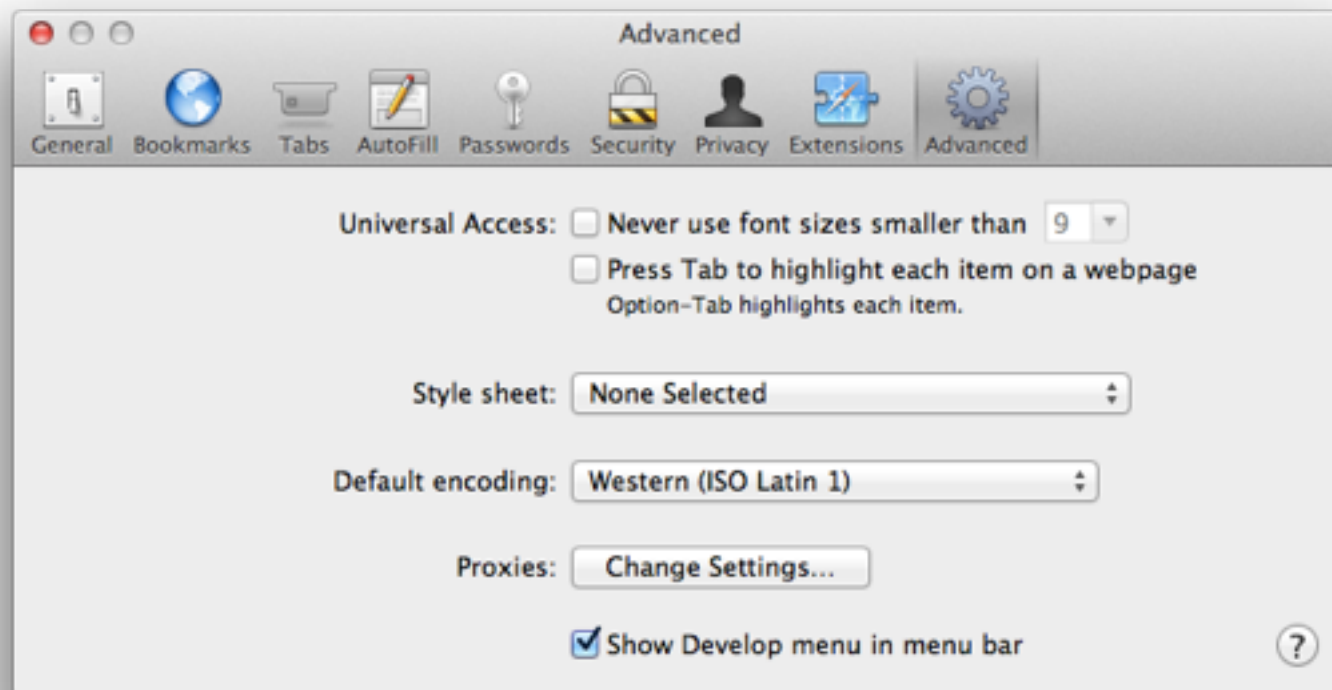 Advanced
General Bookmarks Tabs AutoFill Passwords Security Privacy Extensions Advanced
Universal Access: Never use font sizes smaller than 9
Press Tab to highlight each item on a webpage
Option-Tab highlights each item.
Style sheet: None Selected
Default encoding: Western (ISO Latin 1)
Proxies: Change Settings...
Show Develop menu in menu bar ?